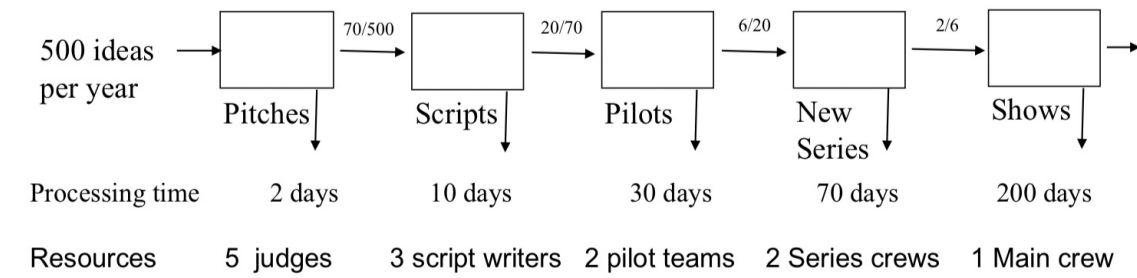 70/500
20/70
6/20
2/6
500 ideas
per year
Pitches
Scripts
Pilots
New
Series
Shows
Processing time 2 days 10 days 30 days 70 days 200 days
Resources 5 judges 3 script writers 2 pilot teams 2 Series crews 1 Main crew